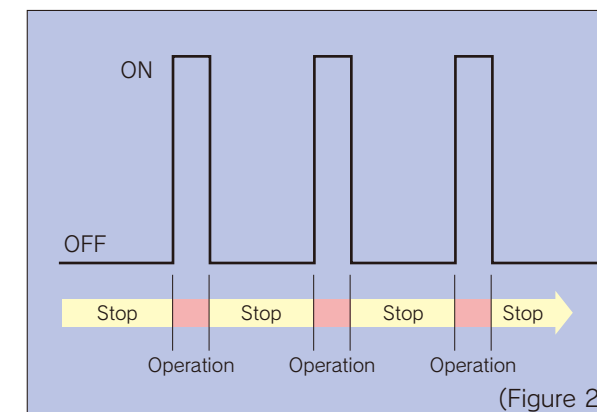 ON
OFF
Stop Stop Stop Stop
Operation Operation Operation
(Figure 2